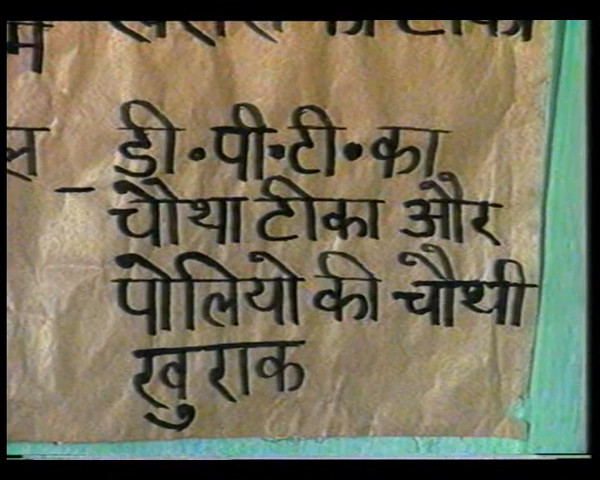 डी·पी·टी·का
चौथा टीका और
पोलियो की चौथी
खुराक